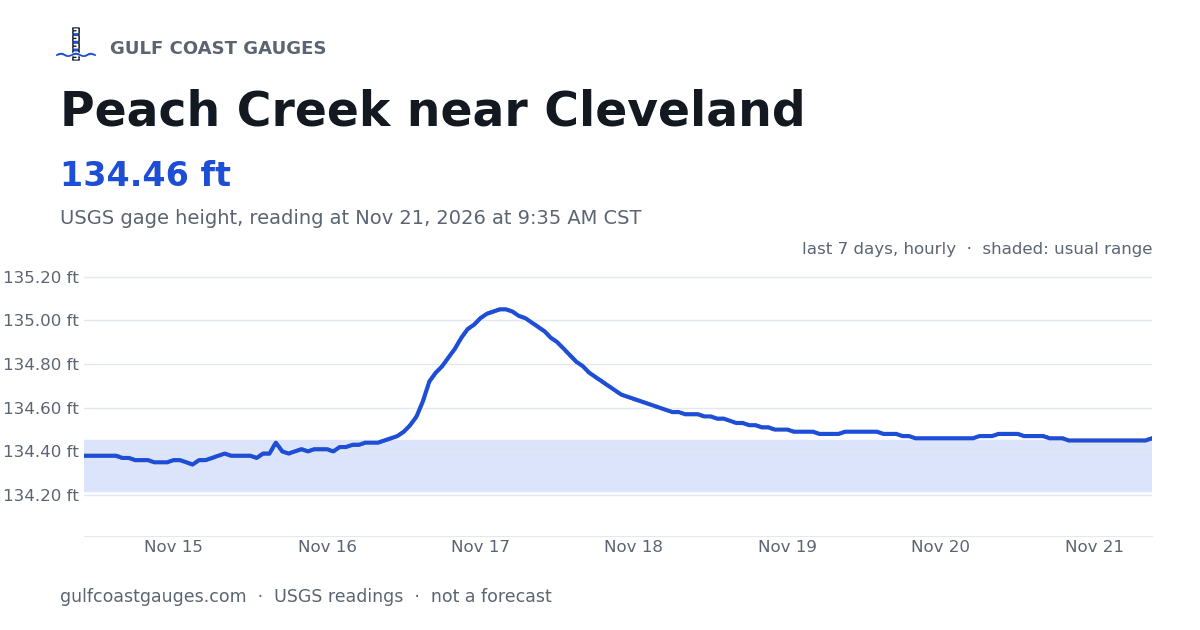 GULF COAST GAUGES
Peach Creek near Cleveland
134.46 ft
USGS gage height, reading at Nov 21, 2026 at 9:35 AM CST
last 7 days, hourly · shaded: usual range
135.20 ft
135.00 ft
134.80 ft
134.60 ft
134.40 ft
134.20 ft
Nov 15 Nov 16 Nov 17 Nov 18 Nov 19 Nov 20 Nov 21
gulfcoastgauges.com · USGS readings · not a forecast